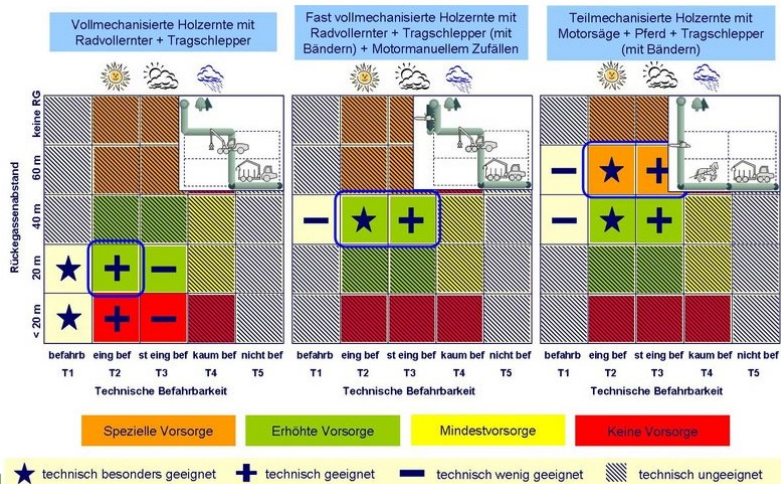 Vollmechanisierte Holzernte mit
Radvollernter + Tragschlepper
Fast vollmechanisierte Holzernte mit
Radvollernter + Tragschlepper (mit
Bändern) + Motormanuellem Zufällen
Teilmechanisierte Holzernte mit
Motorsäge + Pferd + Tragschlepper
(mit Bändern)
Rückegassenabstand
keine RG
60 m
40 m
20 m
< 20 m
befahrb eing bef st eing bef kaum bef nicht bef
T1 T2 T3 T4 T5
Technische Befahrbarkeit
befahrb eing bef st eing bef kaum bef nicht bef
T1 T2 T3 T4 T5
Technische Befahrbarkeit
befahrb eing bef st eing bef kaum bef nicht bef
T1 T2 T3 T4 T5
Technische Befahrbarkeit
Spezielle Vorsorge
Erhöhte Vorsorge
Mindestvorsorge
Keine Vorsorge
technisch besonders geeignet
technisch geeignet
technisch wenig geeignet
technisch ungeeignet